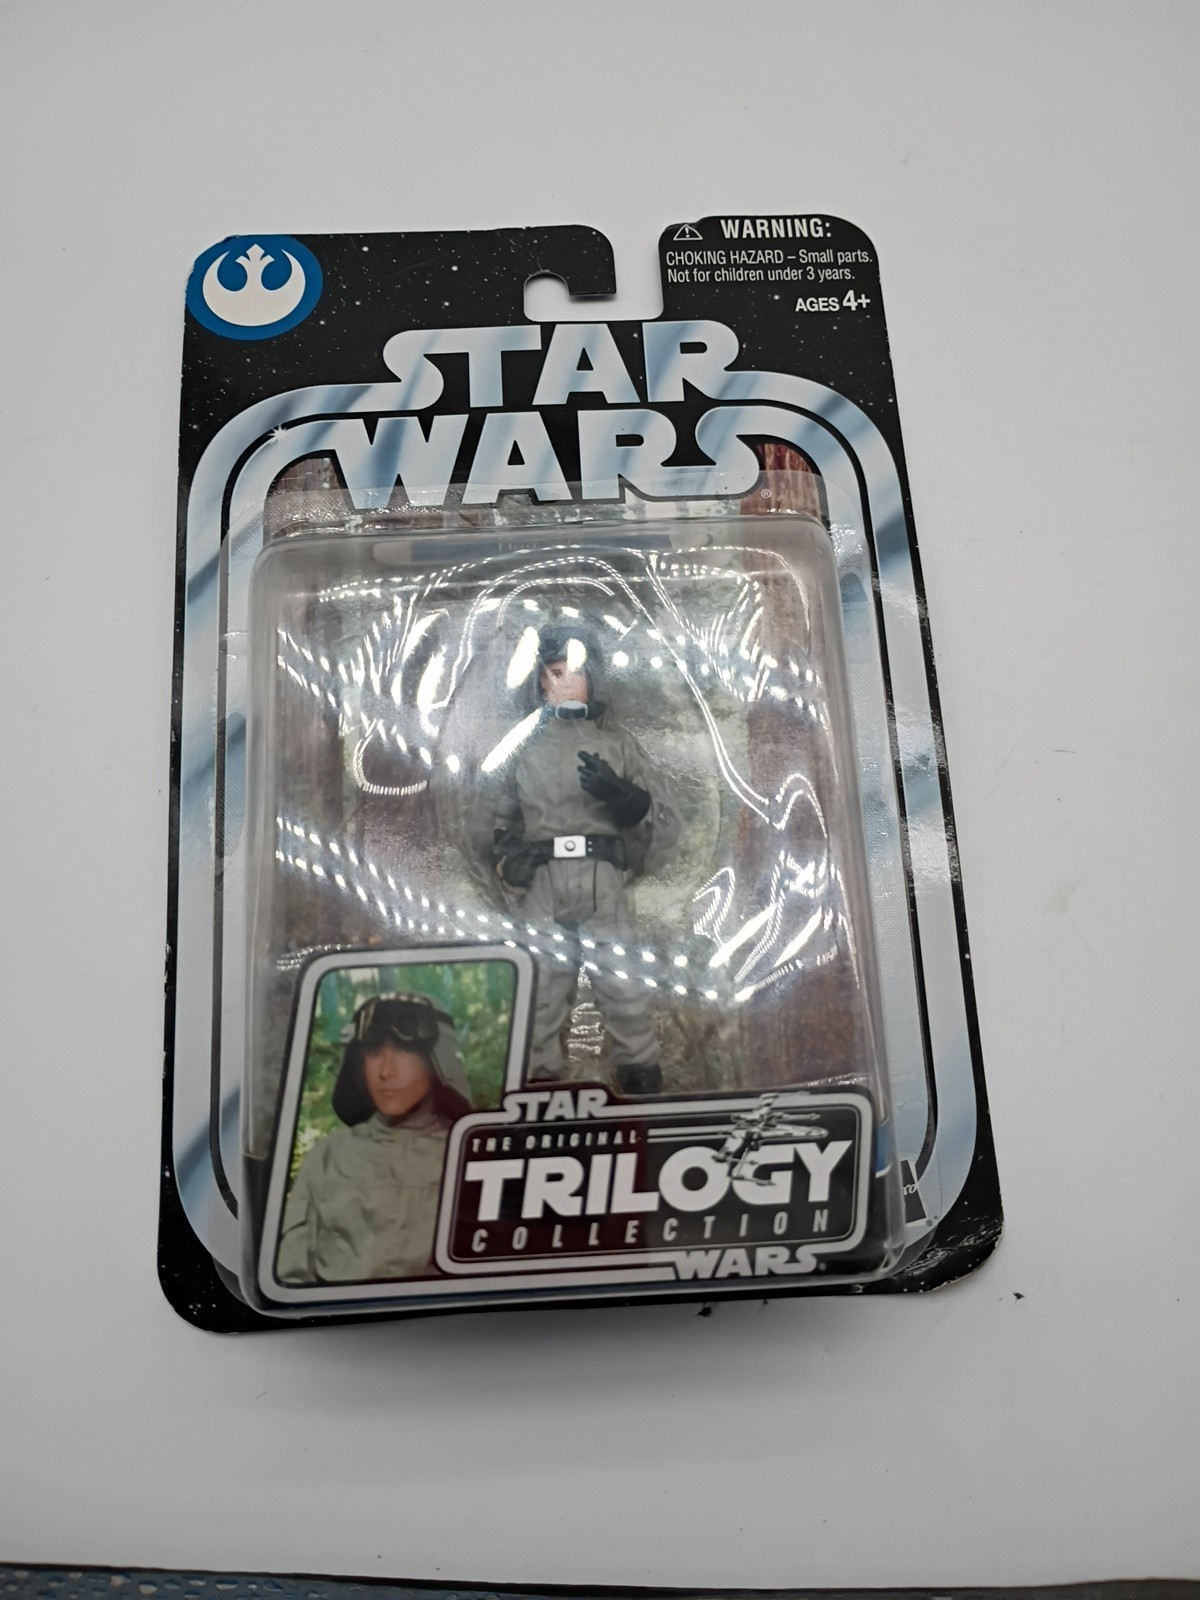 WARNING:
CHOKING HAZARD – Small parts.
Not for children under 3 years.
AGES 4+
STAR
WARS®
STAR
THE ORIGINAL
TRILOGY
COLLECTION
WARS